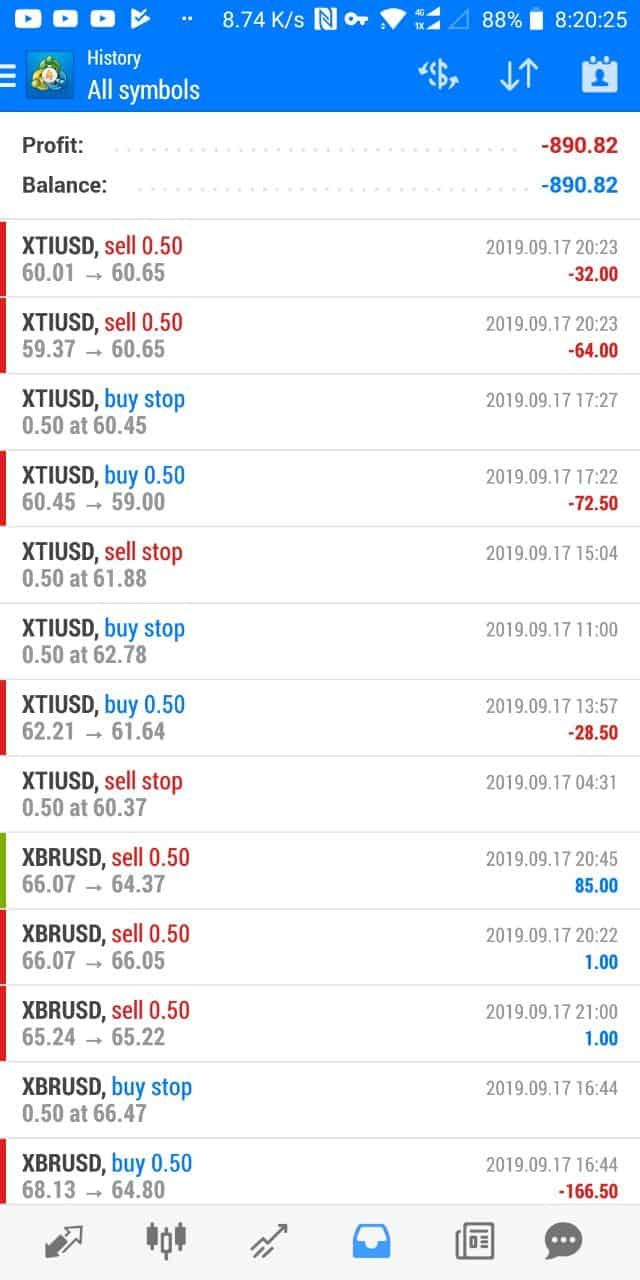 8.74 K/s 4G 1X 88% 8:20:25
History
All symbols
Profit: -890.82
Balance: -890.82
XTIUSD, sell 0.50 2019.09.17 20:23
60.01 → 60.65 -32.00
XTIUSD, sell 0.50 2019.09.17 20:23
59.37 → 60.65 -64.00
XTIUSD, buy stop 2019.09.17 17:27
0.50 at 60.45
XTIUSD, buy 0.50 2019.09.17 17:22
60.45 → 59.00 -72.50
XTIUSD, sell stop 2019.09.17 15:04
0.50 at 61.88
XTIUSD, buy stop 2019.09.17 11:00
0.50 at 62.78
XTIUSD, buy 0.50 2019.09.17 13:57
62.21 → 61.64 -28.50
XTIUSD, sell stop 2019.09.17 04:31
0.50 at 60.37
XBRUSD, sell 0.50 2019.09.17 20:45
66.07 → 64.37 85.00
XBRUSD, sell 0.50 2019.09.17 20:22
66.07 → 66.05 1.00
XBRUSD, sell 0.50 2019.09.17 21:00
65.24 → 65.22 1.00
XBRUSD, buy stop 2019.09.17 16:44
0.50 at 66.47
XBRUSD, buy 0.50 2019.09.17 16:44
68.13 → 64.80 -166.50